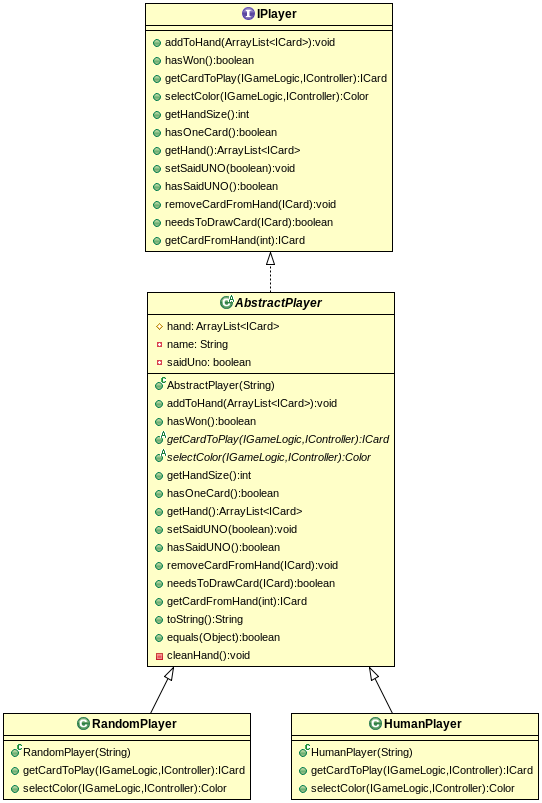 IPlayer
addToHand(ArrayList<ICard>):void
hasWon():boolean
getCardToPlay(IGameLogic,IController):ICard
selectColor(IGameLogic,IController):Color
getHandSize():int
hasOneCard():boolean
getHand():ArrayList<ICard>
setSaidUNO(boolean):void
hasSaidUNO():boolean
removeCardFromHand(ICard):void
needsToDrawCard(ICard):boolean
getCardFromHand(int):ICard
AbstractPlayer
hand: ArrayList<ICard>
name: String
saidUno: boolean
AbstractPlayer(String)
addToHand(ArrayList<ICard>):void
hasWon():boolean
getCardToPlay(IGameLogic,IController):ICard
selectColor(IGameLogic,IController):Color
getHandSize():int
hasOneCard():boolean
getHand():ArrayList<ICard>
setSaidUNO(boolean):void
hasSaidUNO():boolean
removeCardFromHand(ICard):void
needsToDrawCard(ICard):boolean
getCardFromHand(int):ICard
toString():String
equals(Object):boolean
cleanHand():void
RandomPlayer
RandomPlayer(String)
getCardToPlay(IGameLogic,IController):ICard
selectColor(IGameLogic,IController):Color
HumanPlayer
HumanPlayer(String)
getCardToPlay(IGameLogic,IController):ICard
selectColor(IGameLogic,IController):Color